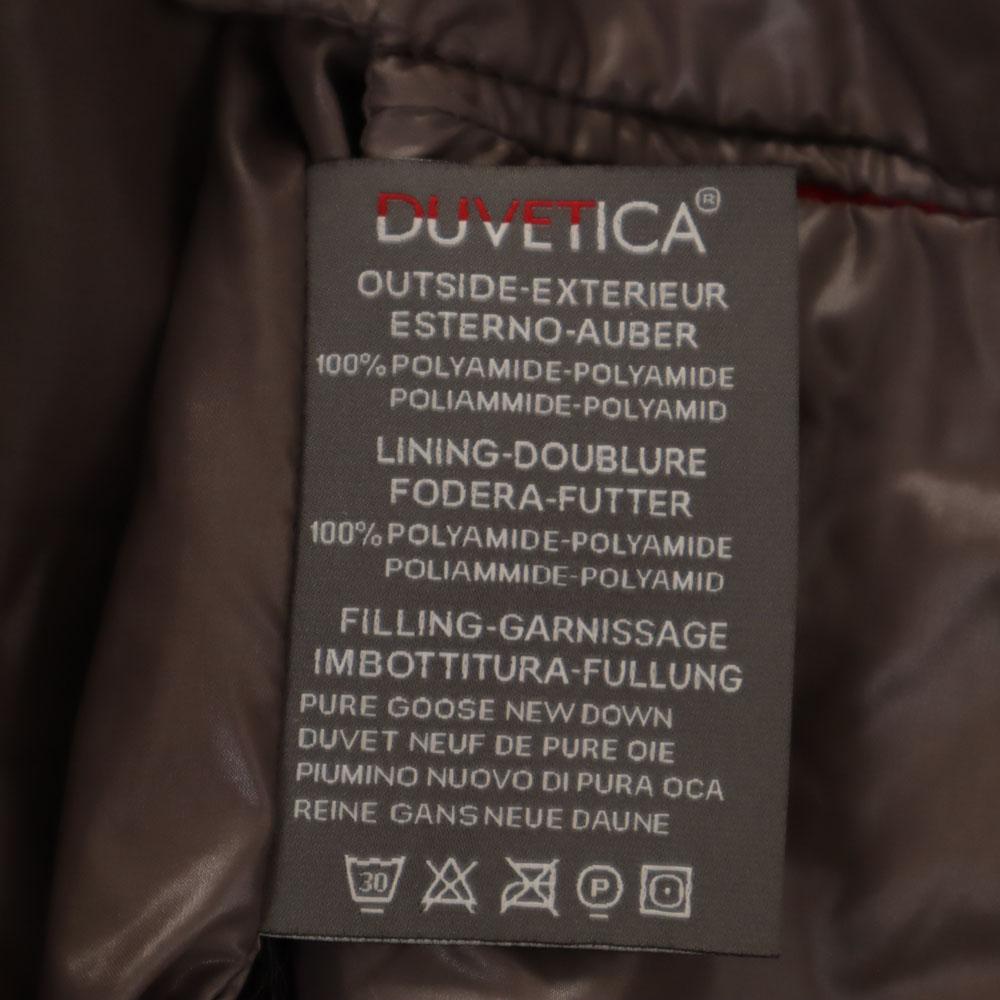 DUVETICA®
OUTSIDE-EXTERIEUR
ESTERNO-AUBER
100% POLYAMIDE-POLYAMIDE
POLIAMMIDE-POLYAMID
LINING-DOUBLURE
FODERA-FUTTER
100% POLYAMIDE-POLYAMIDE
POLIAMMIDE-POLYAMID
FILLING-GARNISSAGE
IMBOTTITURA-FULLUNG
PURE GOOSE NEW DOWN
DUVET NEUF DE PURE OIE
PIUMINO NUOVO DI PURA OCA
REINE GANS NEUE DAUNE
30 P